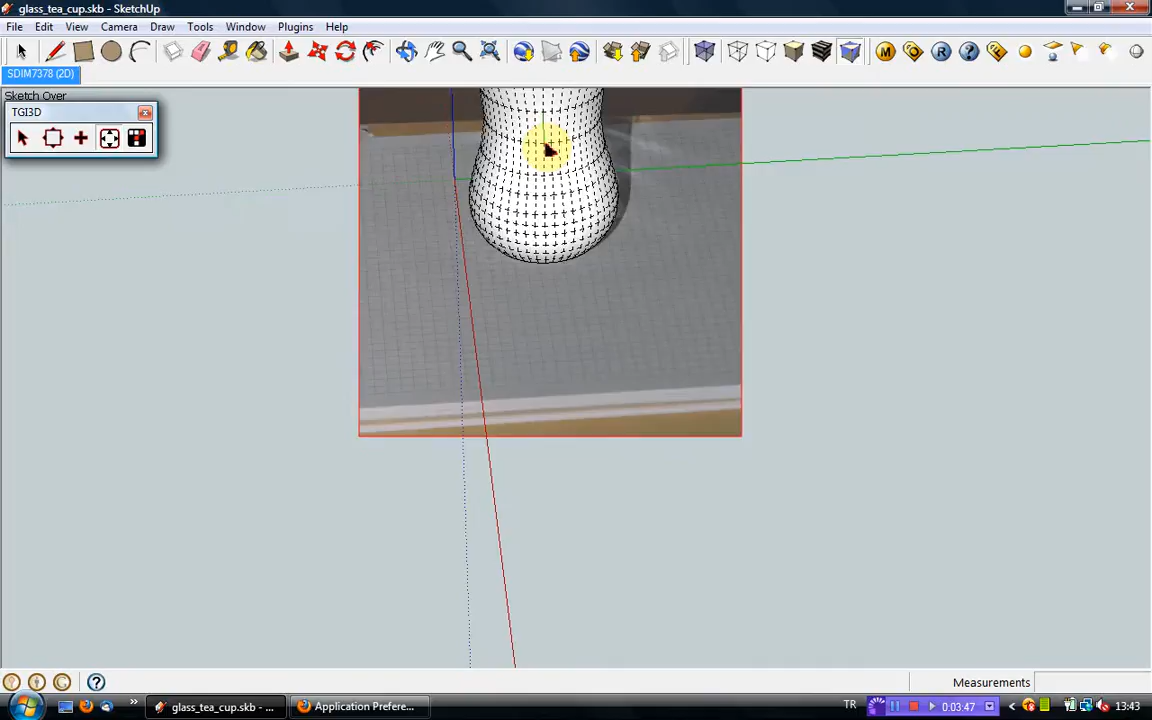 glass_tea_cup.skb - SketchUp
File Edit View Camera Draw Tools Window Plugins Help
SDIM7378 (2D)
Sketch Over
TGI3D
Measurements
glass_tea_cup.skb - ...
Application Prefere...
TR
0:03:47
13:43